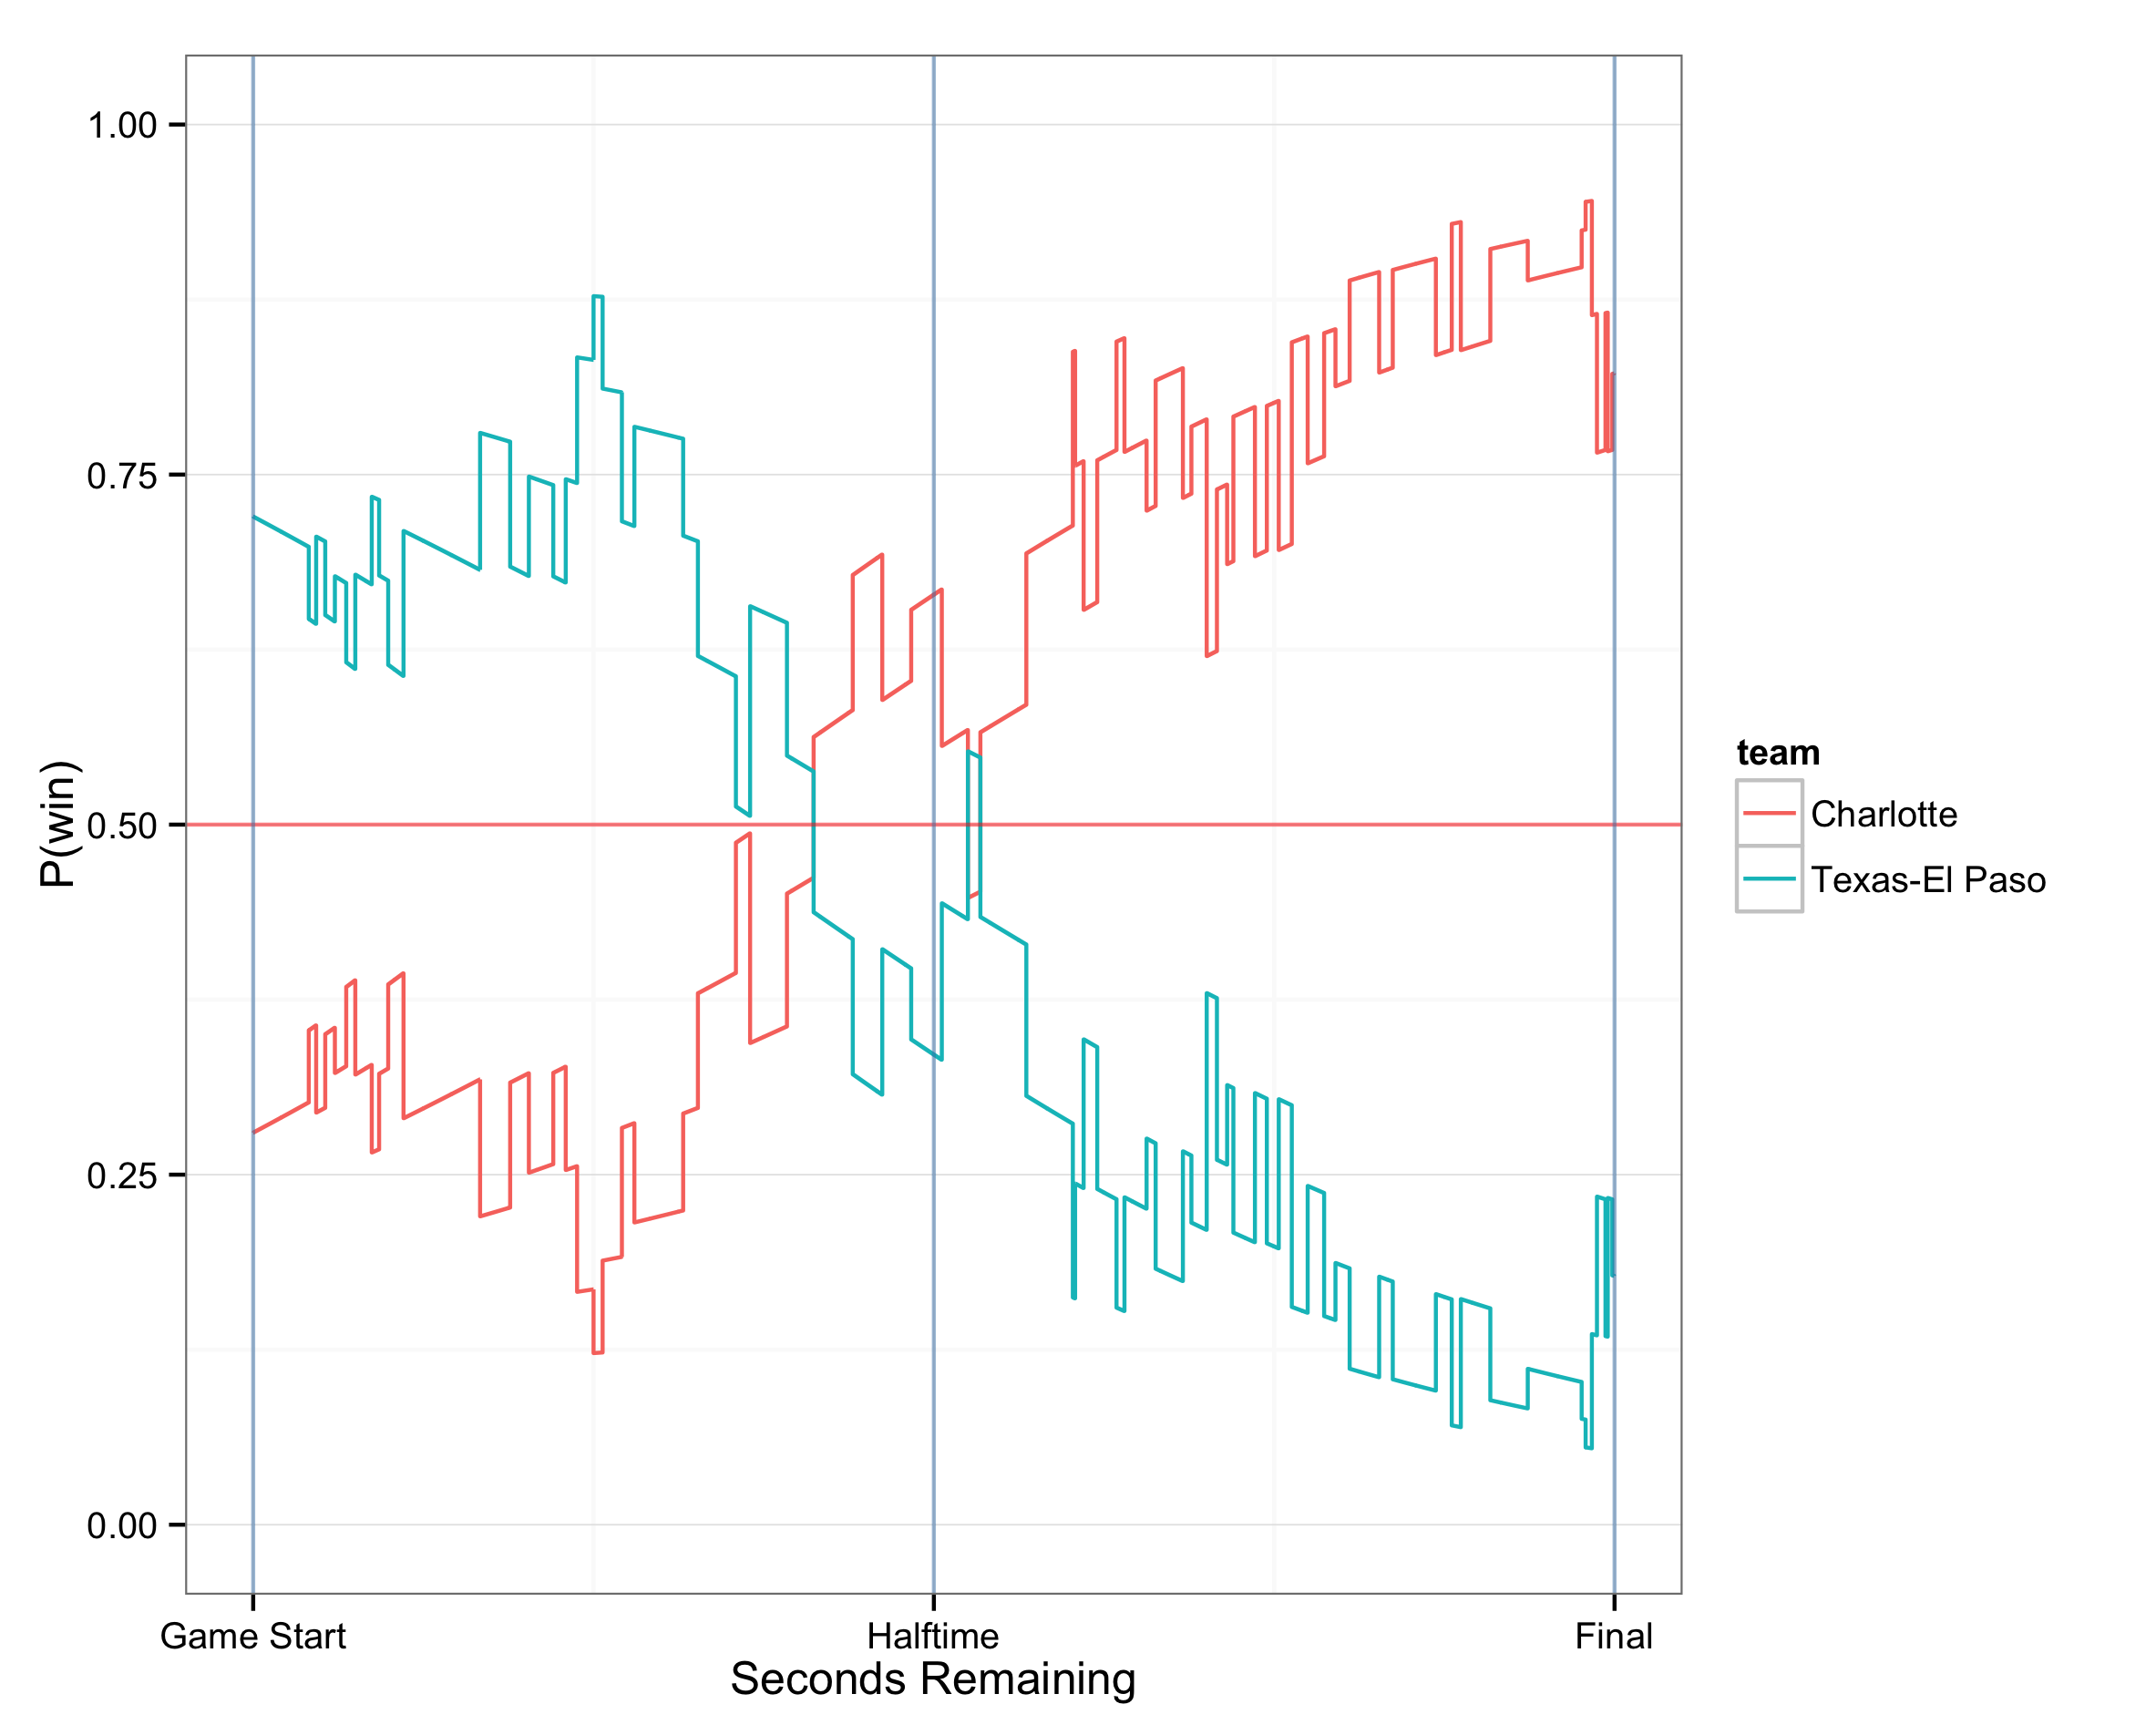 1.00
0.75
0.50
0.25
0.00
P(win)
Game Start
Halftime
Final
Seconds Remaining
team
Charlotte
Texas-El Paso